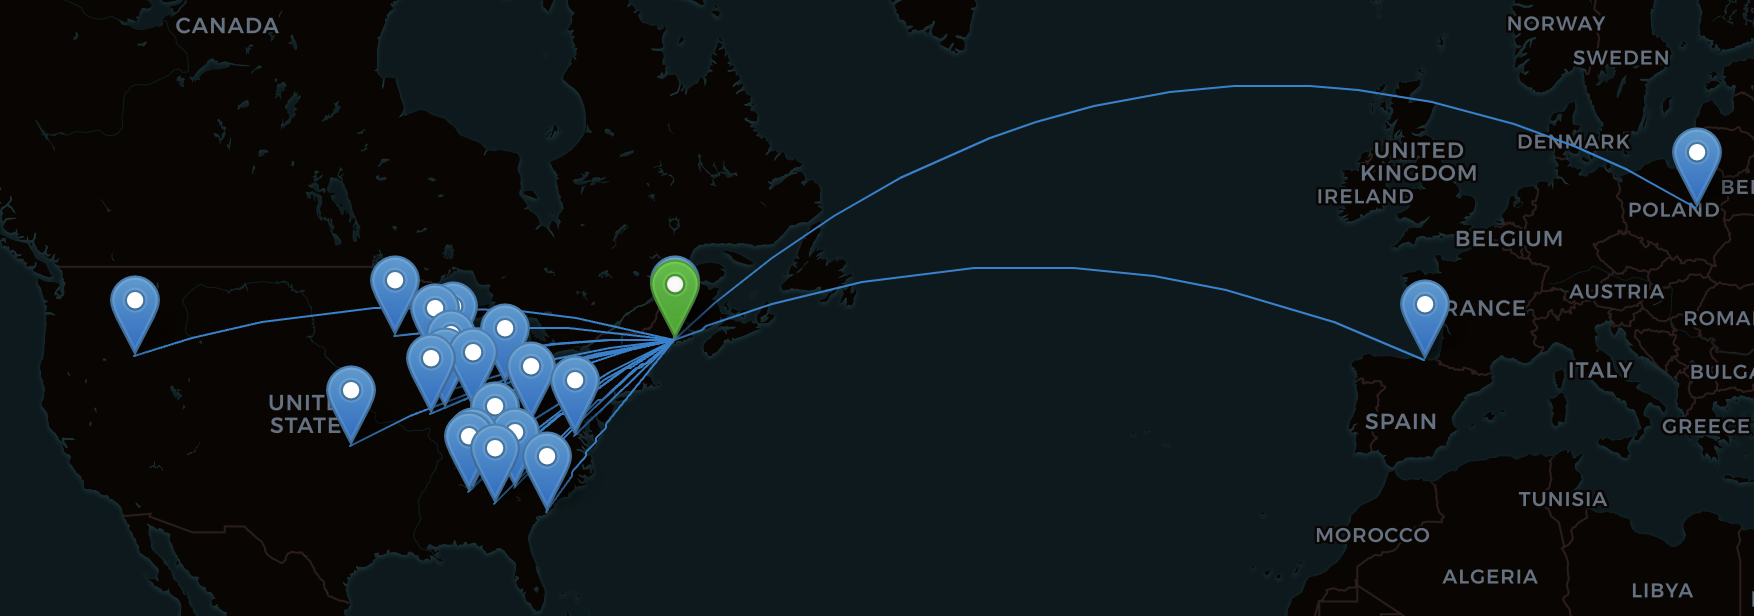 CANADA
NORWAY
SWEDEN
DENMARK
UNITED
KINGDOM
IRELAND
BE
POLAND
BELGIUM
AUSTRIA
RANCE
ROMA
ITALY
BULGA
UNIT
STATE
SPAIN
GREECE
TUNISIA
MOROCCO
ALGERIA
LIBYA